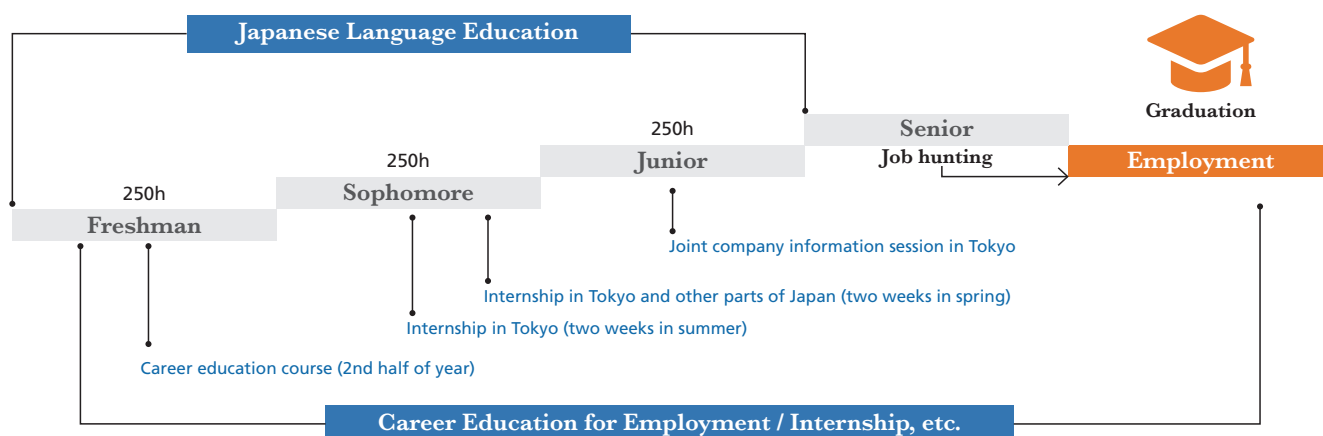 Japanese Language Education
Graduation
250h
Senior
250h
Junior
Job hunting
Employment
250h
Sophomore
Freshman
Joint company information session in Tokyo
Internship in Tokyo and other parts of Japan (two weeks in spring)
Internship in Tokyo (two weeks in summer)
Career education course (2nd half of year)
Career Education for Employment / Internship, etc.